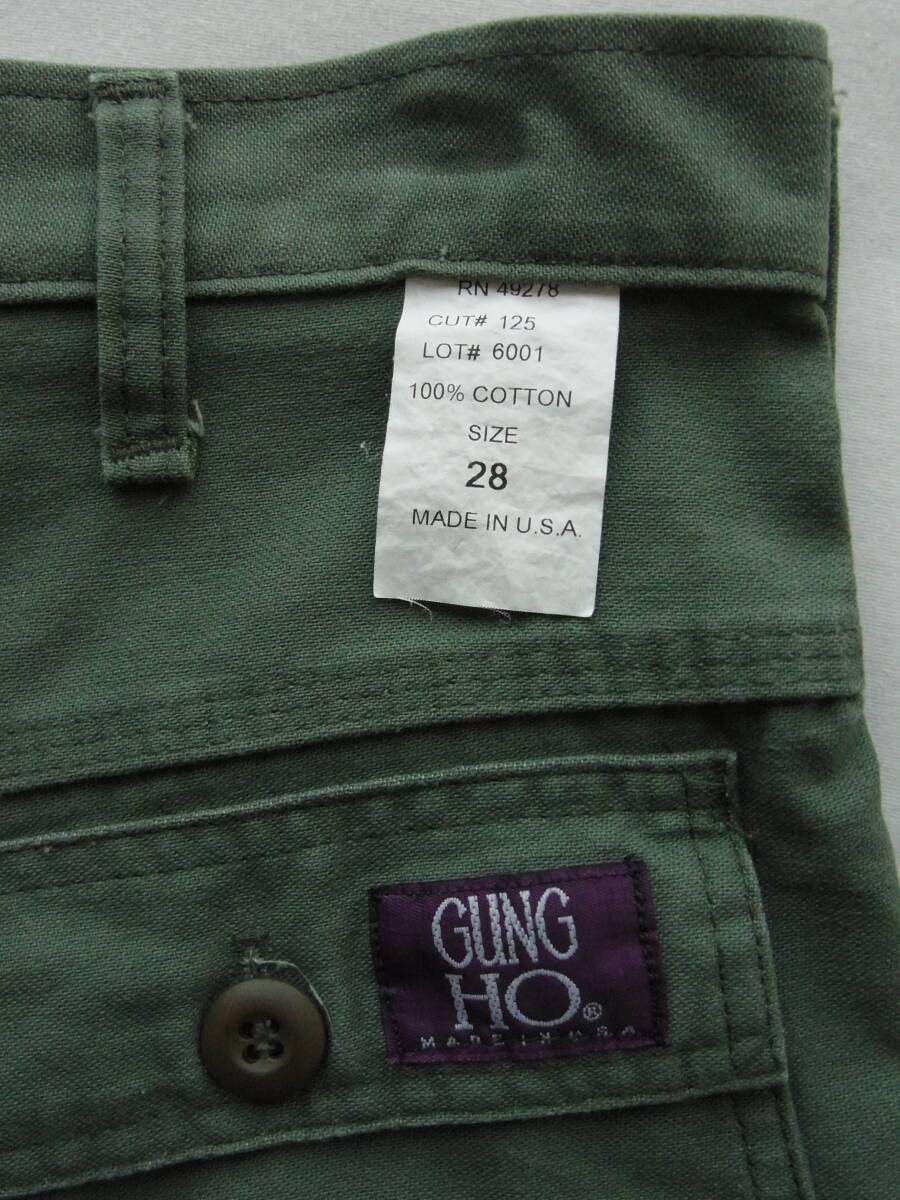 RN 49278
CUT# 125
LOT# 6001
100% COTTON
SIZE
28
MADE IN U.S.A.
GUNG
HO®
MADE IN USA